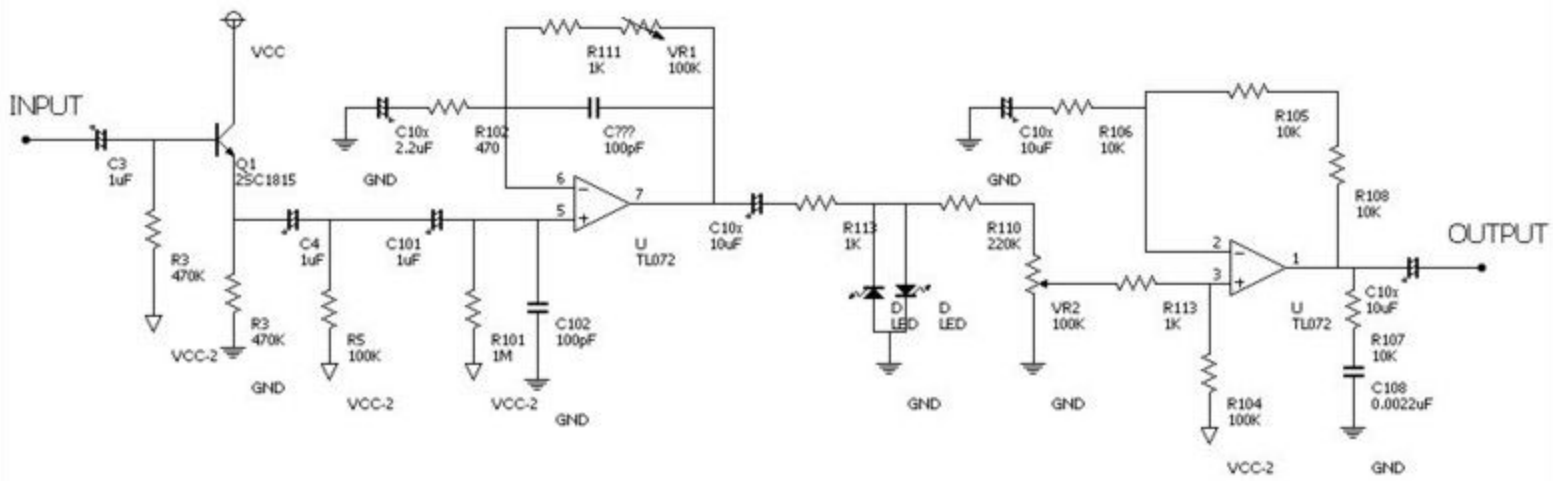 INPUT
C3
1uF
R3
470K
VCC-2
VCC
Q1
2SC1815
R3
470K
GND
C4
1uF
R5
100K
VCC-2
C101
1uF
R101
1M
VCC-2
C102
100pF
GND
C10x
2.2uF
GND
R102
470
R111
1K
VR1
100K
C???
100pF
6
5
7
U
TL072
C10x
10uF
R113
1K
D
LED
D
LED
GND
R110
220K
VR2
100K
GND
C10x
10uF
GND
R106
10K
R105
10K
R108
10K
R113
1K
R104
100K
VCC-2
2
3
1
U
TL072
C10x
10uF
R107
10K
C108
0.0022uF
GND
OUTPUT